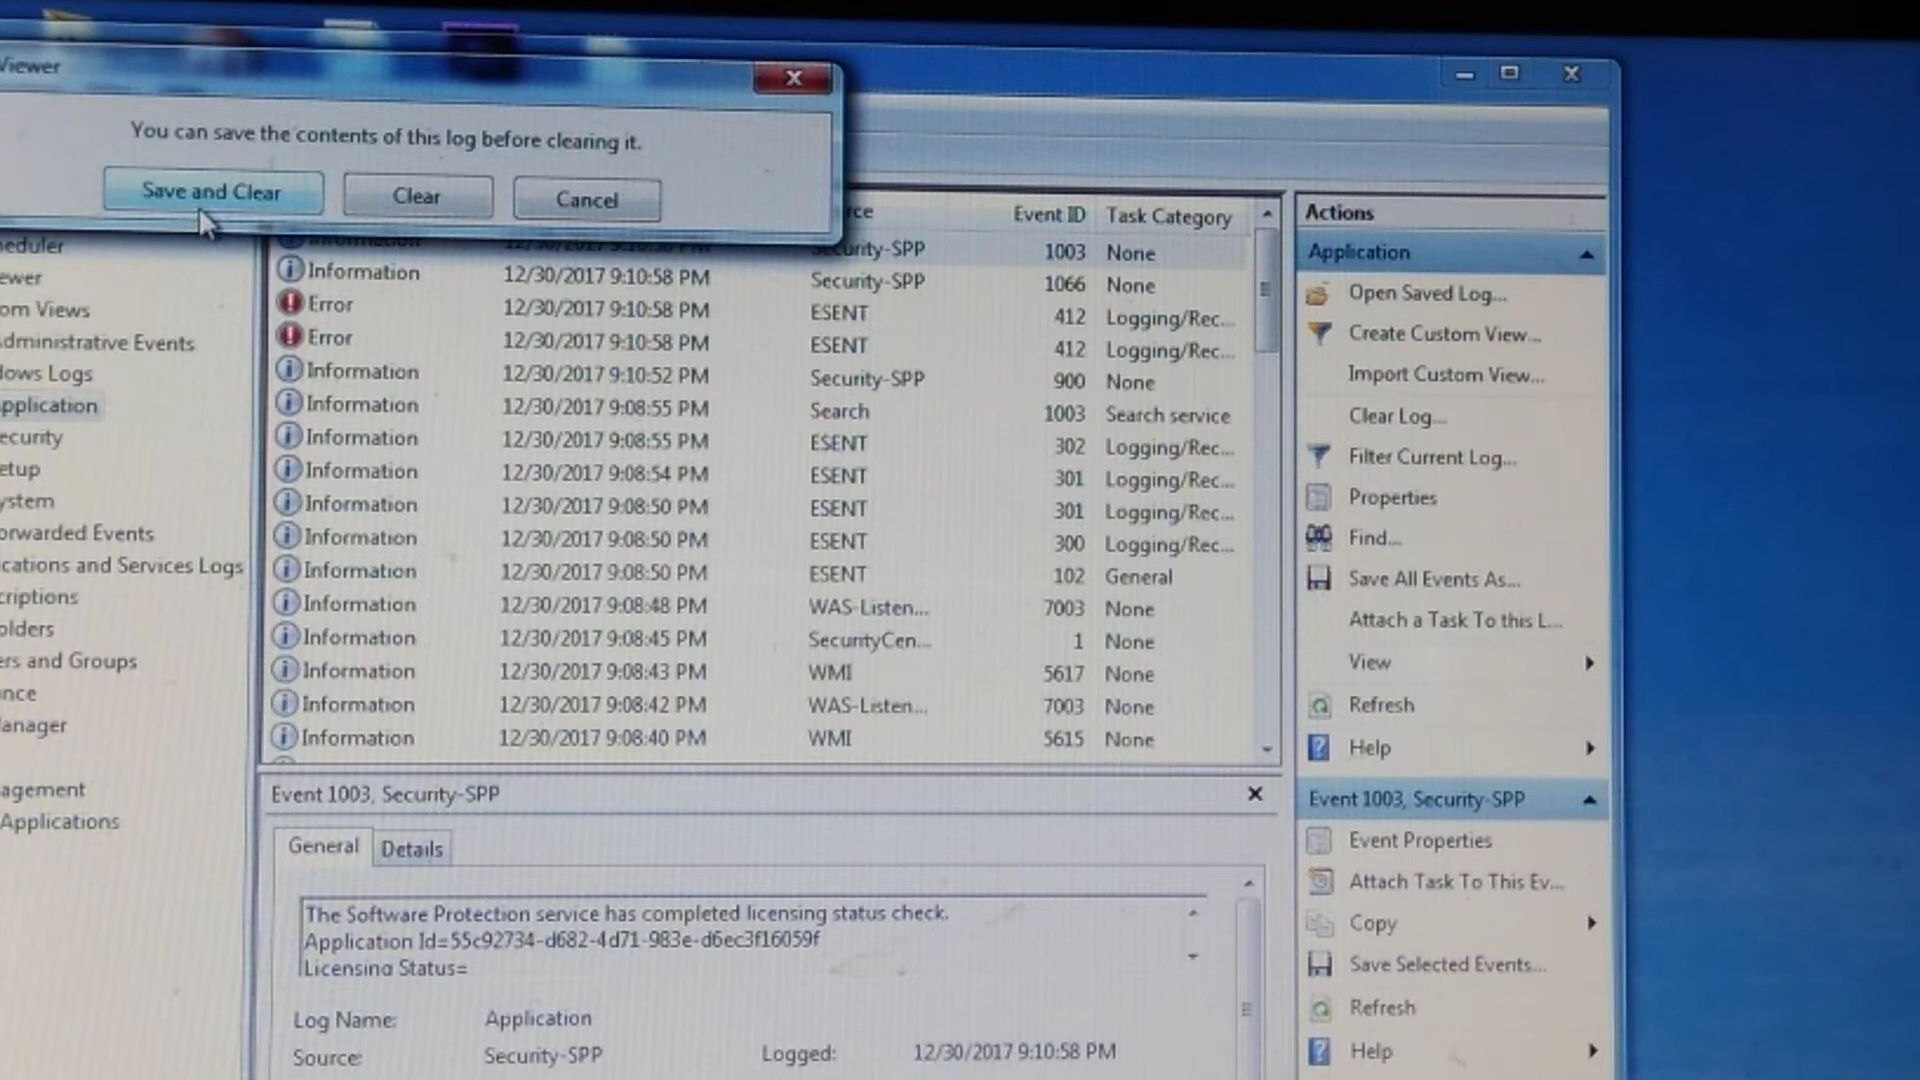 Viewer
You can save the contents of this log before clearing it.
Save and Clear
Clear
Cancel
rce
Event ID
Task Category
Information 12/30/2017 9:10:58 PM Security-SPP 1003 None
Information 12/30/2017 9:10:58 PM Security-SPP 1066 None
Error 12/30/2017 9:10:58 PM ESENT 412 Logging/Rec...
Error 12/30/2017 9:10:58 PM ESENT 412 Logging/Rec...
Information 12/30/2017 9:10:52 PM Security-SPP 900 None
Information 12/30/2017 9:08:55 PM Search 1003 Search service
Information 12/30/2017 9:08:55 PM ESENT 302 Logging/Rec...
Information 12/30/2017 9:08:54 PM ESENT 301 Logging/Rec...
Information 12/30/2017 9:08:50 PM ESENT 301 Logging/Rec...
Information 12/30/2017 9:08:50 PM ESENT 300 Logging/Rec...
Information 12/30/2017 9:08:50 PM ESENT 102 General
Information 12/30/2017 9:08:48 PM WAS-Listen... 7003 None
Information 12/30/2017 9:08:45 PM SecurityCen... 1 None
Information 12/30/2017 9:08:43 PM WMI 5617 None
Information 12/30/2017 9:08:42 PM WAS-Listen... 7003 None
Information 12/30/2017 9:08:40 PM WMI 5615 None
heduler
ewer
om Views
dministrative Events
dows Logs
pplication
ecurity
etup
ystem
orwarded Events
cations and Services Logs
criptions
olders
ers and Groups
nce
anager
agement
Applications
Event 1003, Security-SPP
General
Details
The Software Protection service has completed licensing status check.
Application Id=55c92734-d682-4d71-983e-d6ec3f16059f
Licensing Status=
Log Name: Application
Source: Security-SPP Logged: 12/30/2017 9:10:58 PM
Actions
Application
Open Saved Log...
Create Custom View...
Import Custom View...
Clear Log...
Filter Current Log...
Properties
Find...
Save All Events As...
Attach a Task To this L...
View
Refresh
Help
Event 1003, Security-SPP
Event Properties
Attach Task To This Ev...
Copy
Save Selected Events...
Refresh
Help